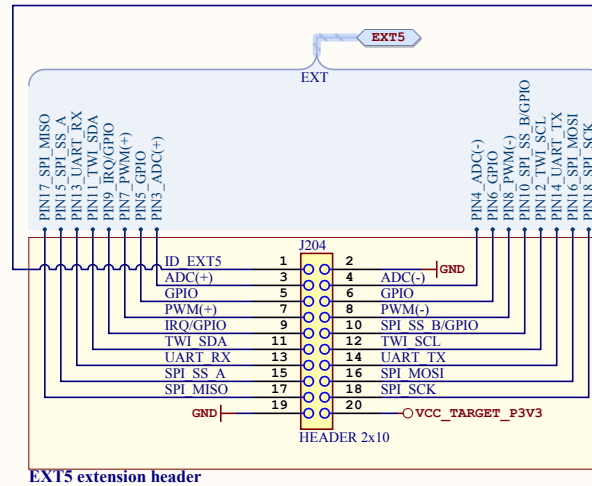 EXT5
EXT
PIN17_SPI_MISO
PIN15_SPI_SS_A
PIN13_UART_RX
PIN11_TWI_SDA
PIN9_IRQ/GPIO
PIN7_PWM(+)
PIN5_GPIO
PIN3_ADC(+)
PIN4_ADC(-)
PIN6_GPIO
PIN8_PWM(-)
PIN10_SPI_SS_B/GPIO
PIN12_TWI_SCL
PIN14_UART_TX
PIN16_SPI_MOSI
PIN18_SPI_SCK
J204
ID_EXT5 1 2 GND
ADC(+) 3 4 ADC(-)
GPIO 5 6 GPIO
PWM(+) 7 8 PWM(-)
IRQ/GPIO 9 10 SPI_SS_B/GPIO
TWI_SDA 11 12 TWI_SCL
UART_RX 13 14 UART_TX
SPI_SS_A 15 16 SPI_MOSI
SPI_MISO 17 18 SPI_SCK
GND 19 20 VCC_TARGET_P3V3
HEADER 2x10
EXT5 extension header